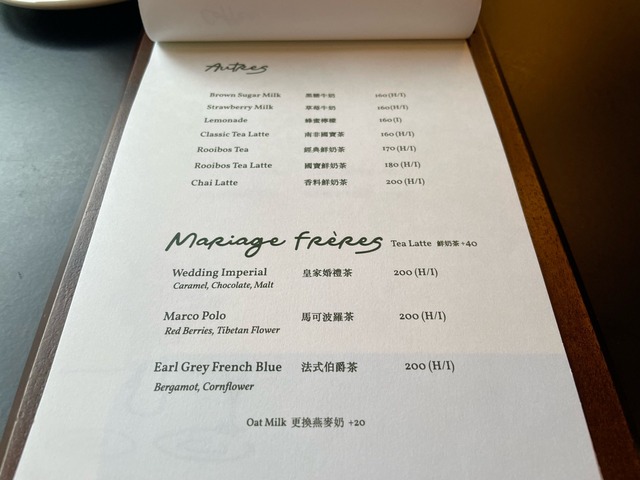 Autres
Brown Sugar Milk 黑糖牛奶 160 (H/I)
Strawberry Milk 草莓牛奶 160(H/I)
Lemonade 蜂蜜檸檬 160(I)
Classic Tea Latte 南非國寶茶 160 (H/I)
Rooibos Tea 經典鮮奶茶 170 (H/I)
Rooibos Tea Latte 國寶鮮奶茶 180 (H/I)
Chai Latte 香料鮮奶茶 200 (H/I)
Mariage Frères Tea Latte 鮮奶茶+40
Wedding Imperial 皇家婚禮茶 200 (H/I)
Caramel, Chocolate, Malt
Marco Polo 馬可波羅茶 200 (H/I)
Red Berries, Tibetan Flower
Earl Grey French Blue 法式伯爵茶 200 (H/I)
Bergamot, Cornflower
Oat Milk 更換燕麥奶 +20